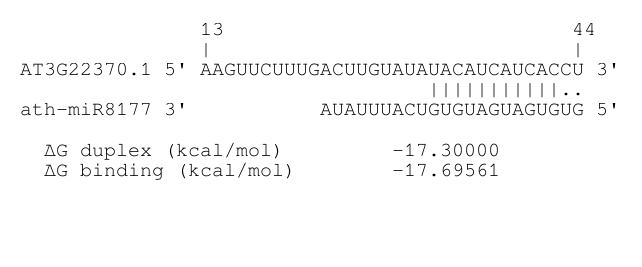 13 44
| |
AT3G22370.1 5' AAGUUCUUUGACUUGUAUAUACAUCAUCACCU 3'
|||||||||||..
ath-miR8177 3' AUAUUUACUGUGUAGUAGUGUG 5'
ΔG duplex (kcal/mol) -17.30000
ΔG binding (kcal/mol) -17.69561